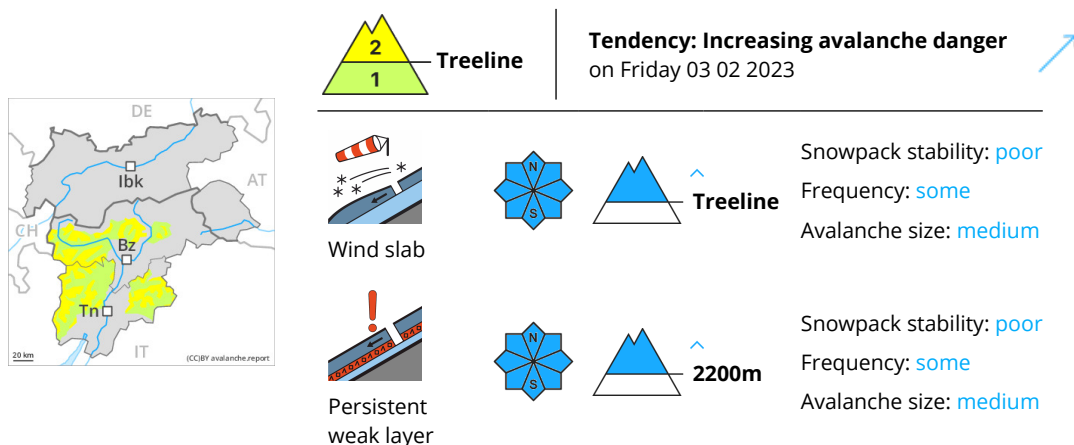 2
1
Treeline
Tendency: Increasing avalanche danger
on Friday 03 02 2023
DE
Ibk
AT
CH
Bz
Tn
IT
20 km
(CC)BY avalanche.report
Wind slab
N
S
Treeline
Snowpack stability: poor
Frequency: some
Avalanche size: medium
Persistent
weak layer
N
S
2200m
Snowpack stability: poor
Frequency: some
Avalanche size: medium